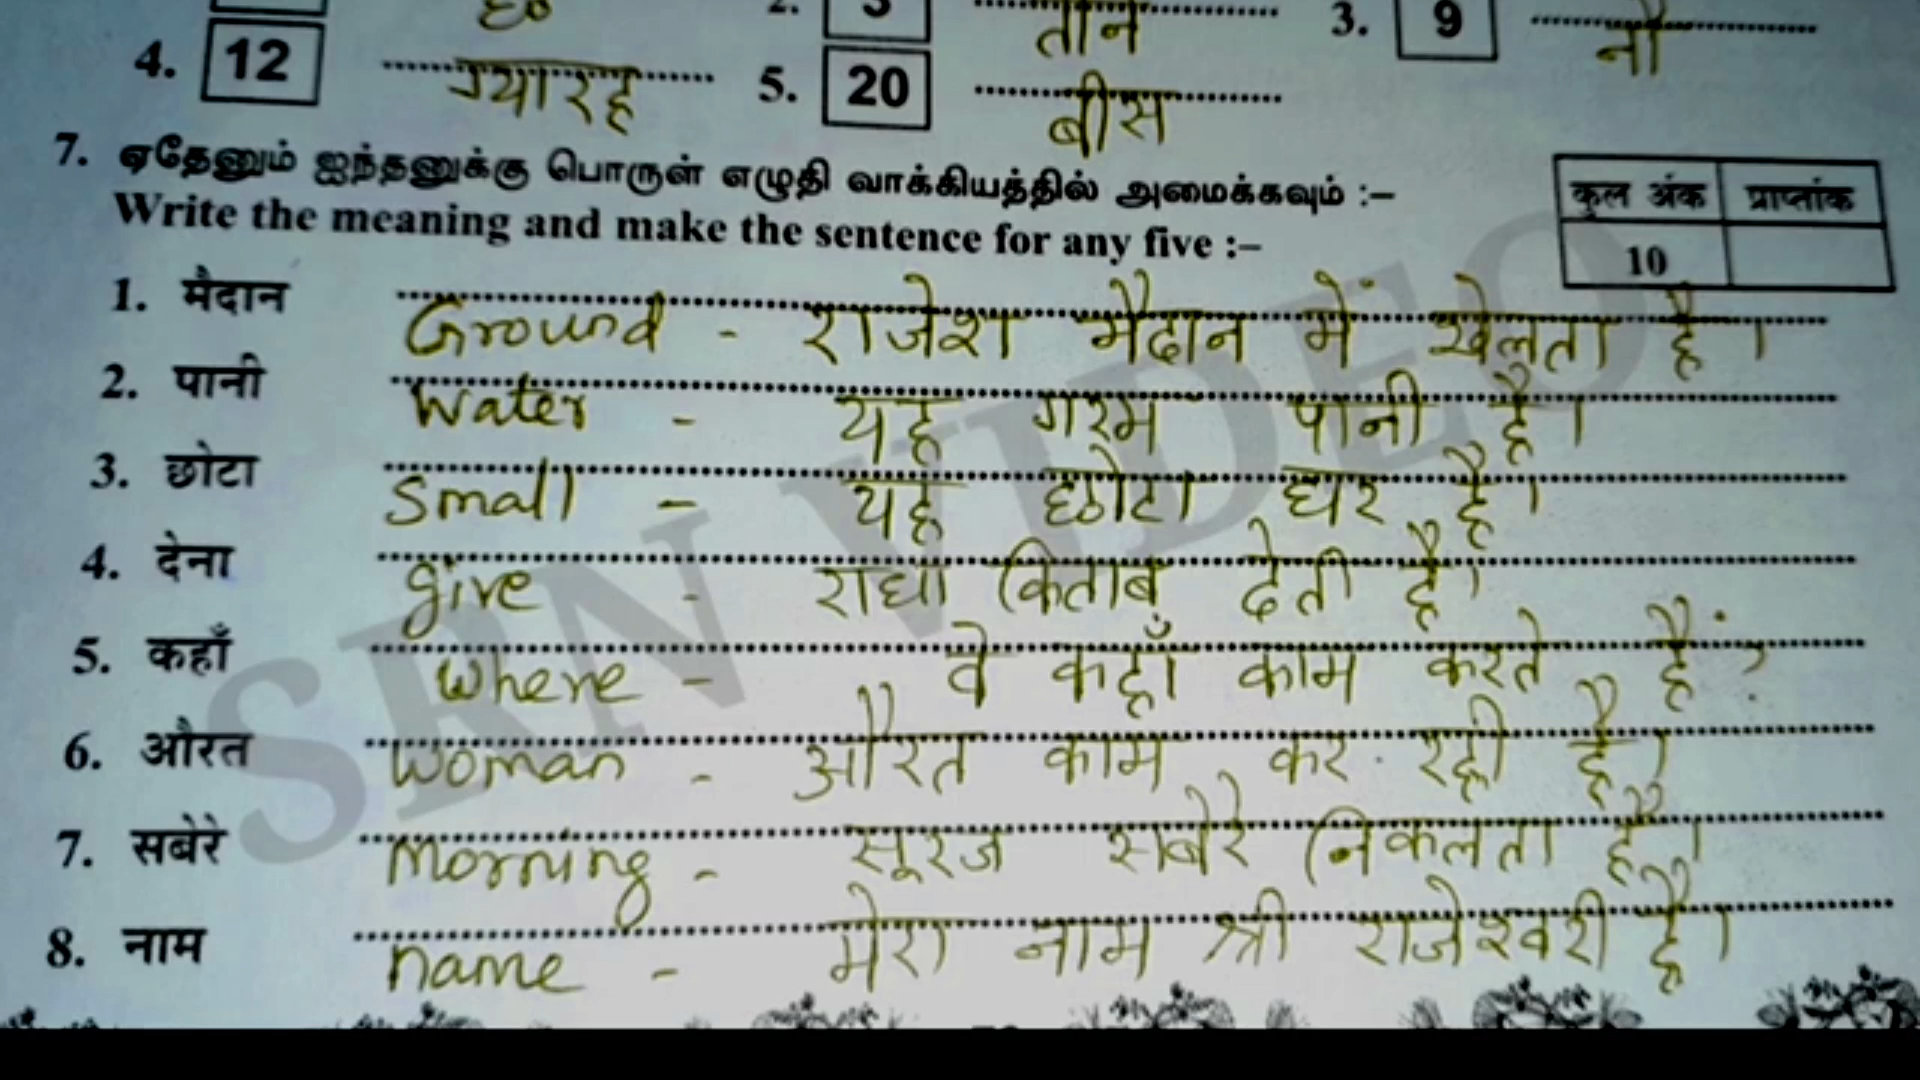 छः 2. 3 तीन 3. 9 नौ
4. 12 ग्यारह 5. 20 बीस
7. ஏதேனும் ஐந்தனுக்கு பொருள் எழுதி வாக்கியத்தில் அமைக்கவும் :–
Write the meaning and make the sentence for any five :–
कुल अंक प्राप्तांक
10
1. मैदान Ground - राजेश मैदान में खेलता है।
2. पानी Water - यह गरम पानी है।
3. छोटा Small - यह छोटा घर है।
4. देना give - राधा किताब देती है।
5. कहाँ Where - वे कहाँ काम करते हैं?
6. औरत Woman - औरत काम कर रही है।
7. सबेरे Morning - सूरज सबेरे निकलता है।
8. नाम name - मेरा नाम श्री राजेश्वरी है।
SRN VIDEO